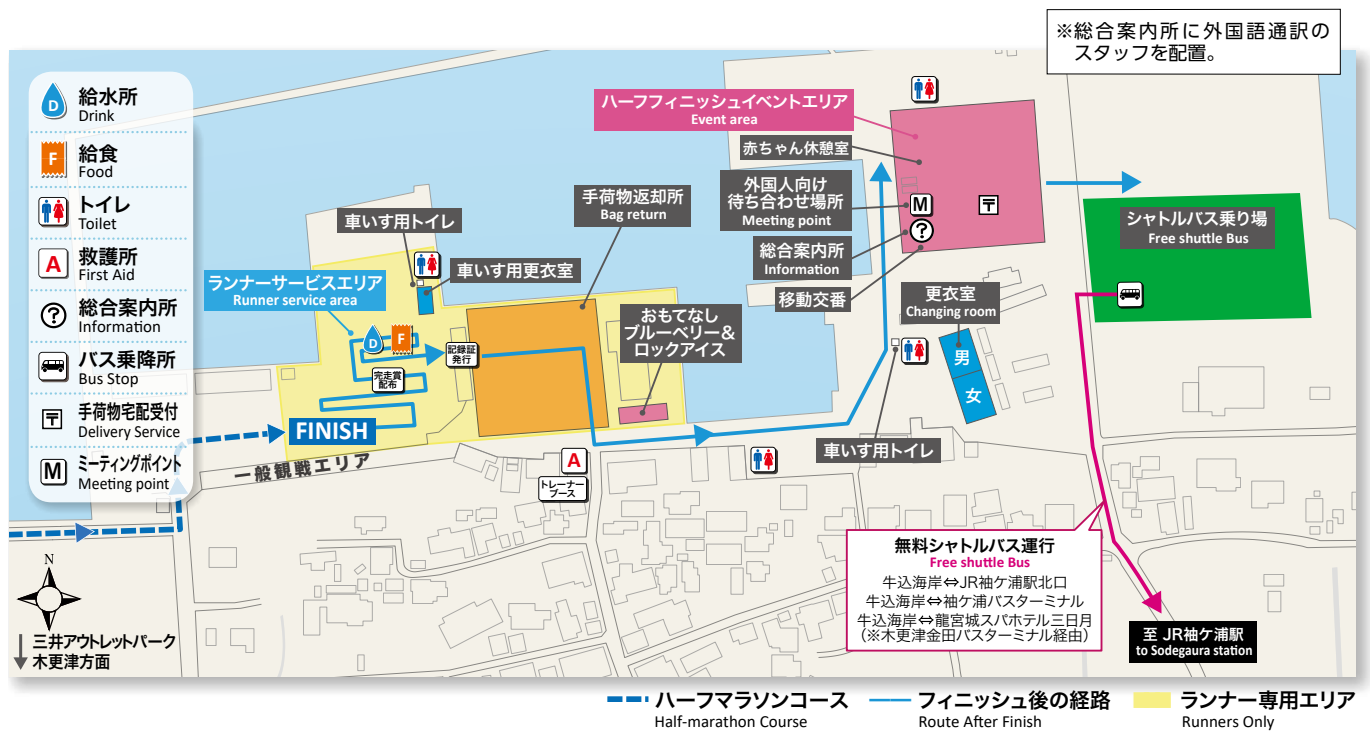 ※総合案内所に外国語通訳の
スタッフを配置。
D
給水所
Drink
F
給食
Food
トイレ
Toilet
A
救護所
First Aid
?
総合案内所
Information
バス乗降所
Bus Stop
〒
手荷物宅配受付
Delivery Service
M
ミーティングポイント
Meeting point
ハーフフィニッシュイベントエリア
Event area
赤ちゃん休憩室
外国人向け
待ち合わせ場所
Meeting point
M
〒
総合案内所
Information
?
移動交番
シャトルバス乗り場
Free shuttle Bus
手荷物返却所
Bag return
車いす用トイレ
車いす用更衣室
ランナーサービスエリア
Runner service area
おもてなし
ブルーベリー&
ロックアイス
更衣室
Changing room
男
女
D
F
記録証
発行
完走賞
配布
FINISH
一般観戦エリア
A
トレーナー
ブース
車いす用トイレ
無料シャトルバス運行
Free shuttle Bus
牛込海岸⇔JR袖ケ浦駅北口
牛込海岸⇔袖ケ浦バスターミナル
牛込海岸⇔龍宮城スパホテル三日月
(※木更津金田バスターミナル経由)
至 JR袖ケ浦駅
to Sodegaura station
N
三井アウトレットパーク
木更津方面
ハーフマラソンコース
Half-marathon Course
フィニッシュ後の経路
Route After Finish
ランナー専用エリア
Runners Only